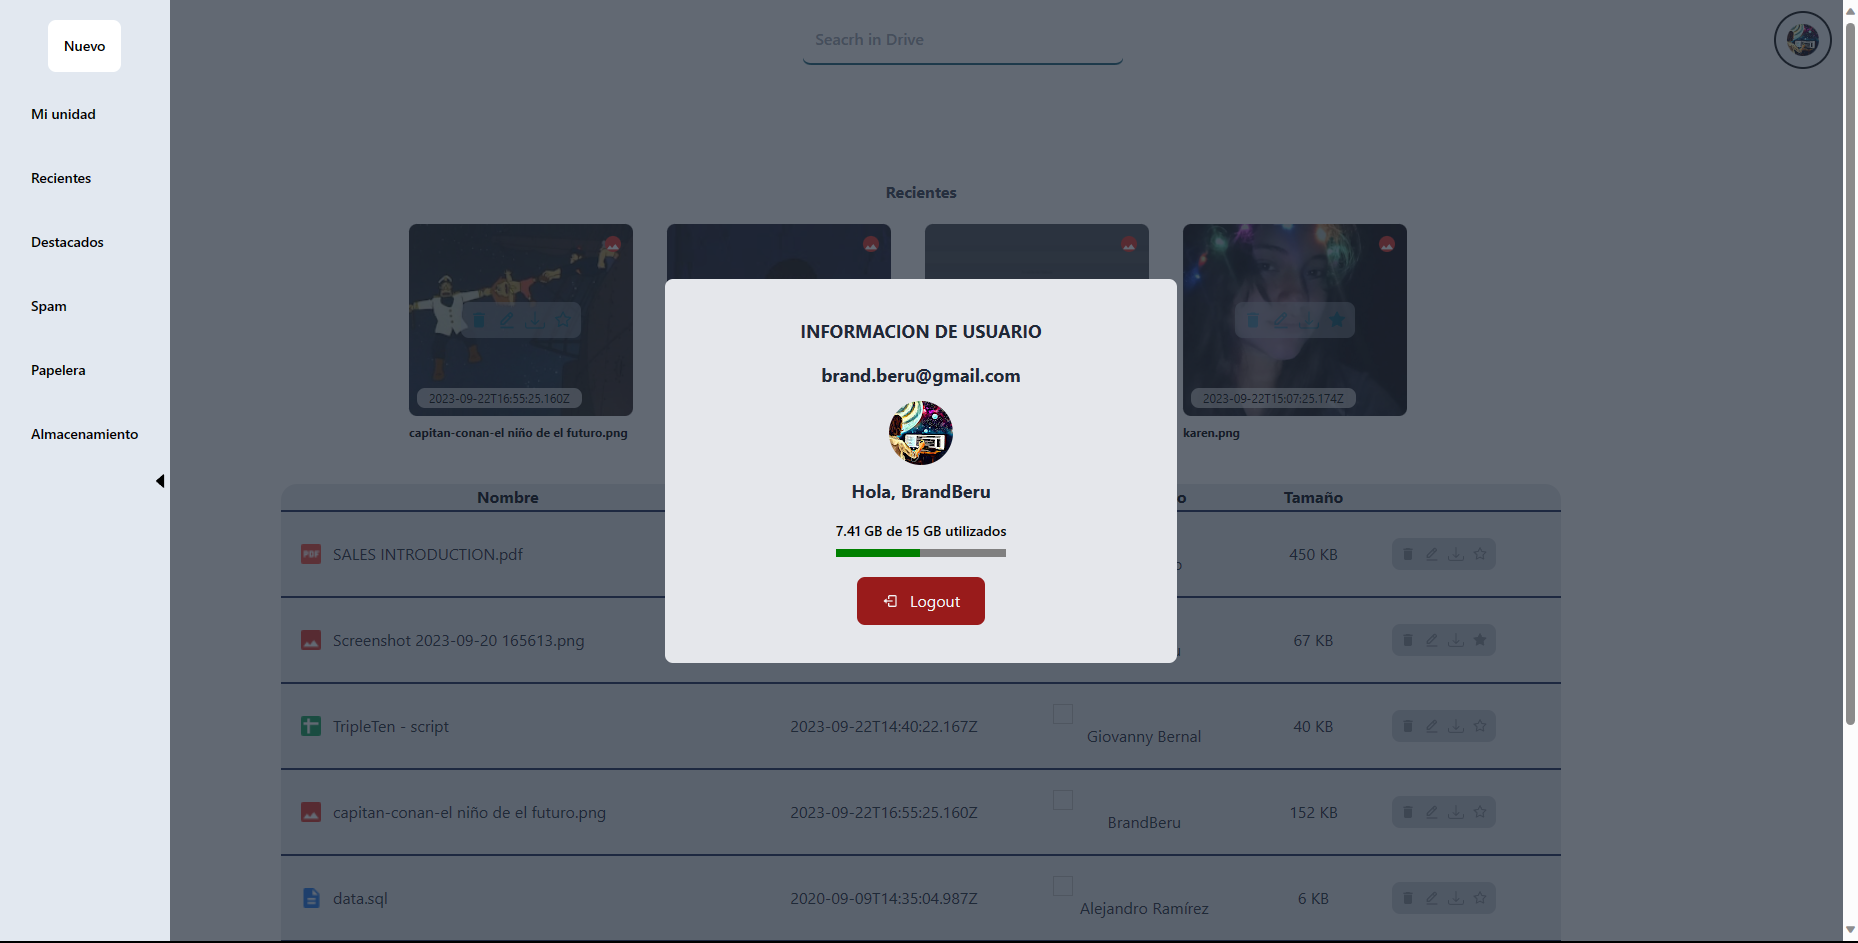 Nuevo
Mi unidad
Recientes
Destacados
Spam
Papelera
Almacenamiento
Seacrh in Drive
Recientes
2023-09-22T16:55:25.160Z
2023-09-22T15:07:25.174Z
capitan-conan-el niño de el futuro.png
karen.png
INFORMACION DE USUARIO
brand.beru@gmail.com
Hola, BrandBeru
7.41 GB de 15 GB utilizados
Logout
Nombre Tamaño
SALES INTRODUCTION.pdf 450 KB
Screenshot 2023-09-20 165613.png 67 KB
TripleTen - script 2023-09-22T14:40:22.167Z Giovanny Bernal 40 KB
capitan-conan-el niño de el futuro.png 2023-09-22T16:55:25.160Z BrandBeru 152 KB
data.sql 2020-09-09T14:35:04.987Z Alejandro Ramírez 6 KB